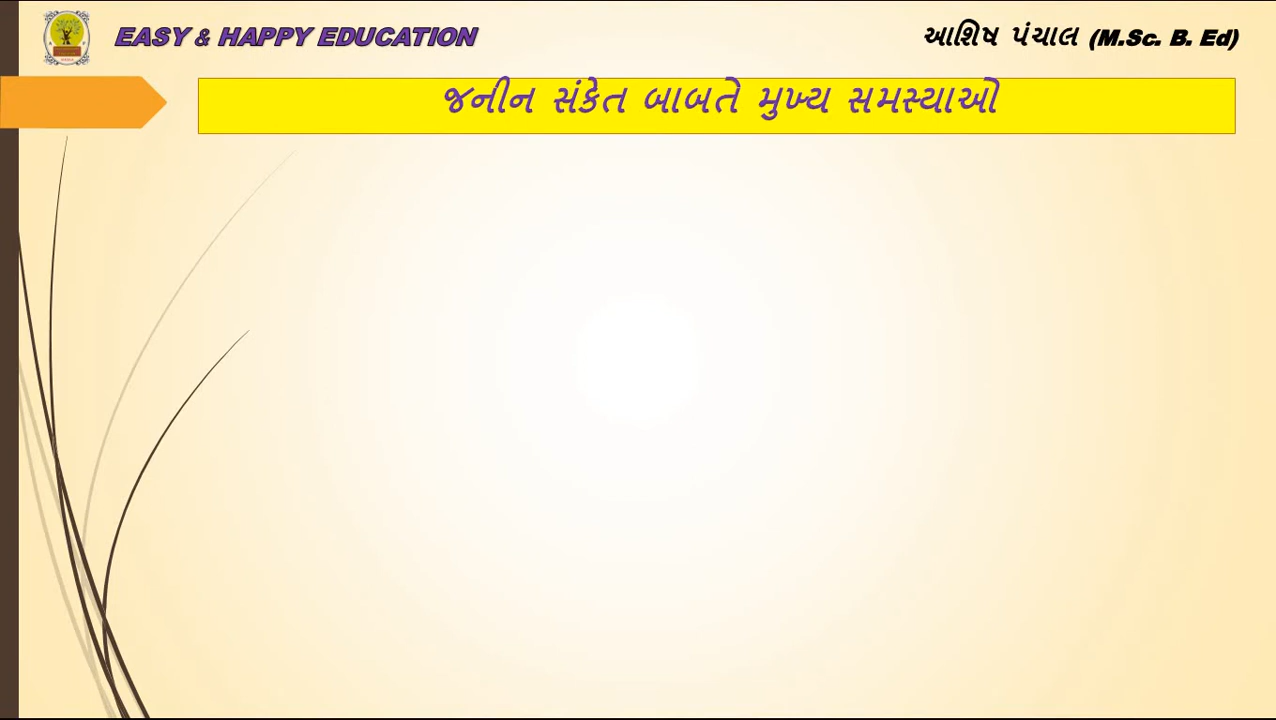 EASY & HAPPY EDUCATION
આશિષ પંચાલ (M.Sc. B. Ed)
જનીન સંકેત બાબતે મુખ્ય સમસ્યાઓ